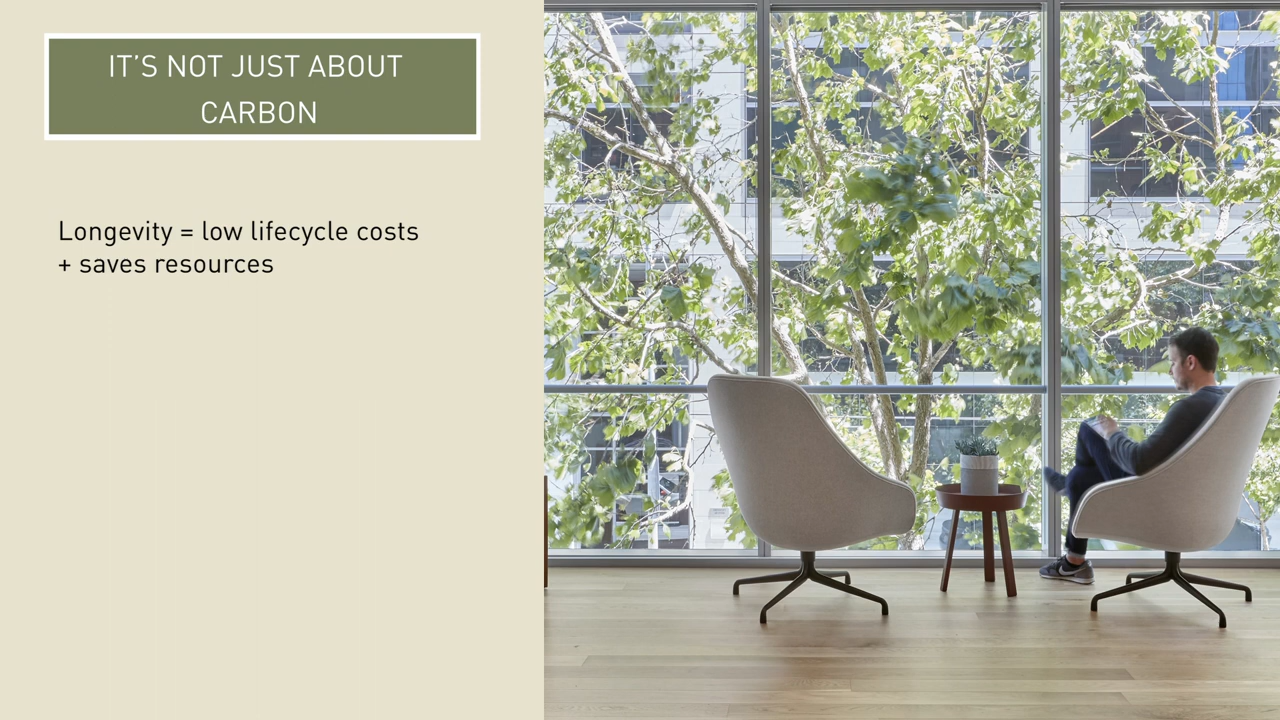 IT’S NOT JUST ABOUT
CARBON
Longevity = low lifecycle costs
+ saves resources